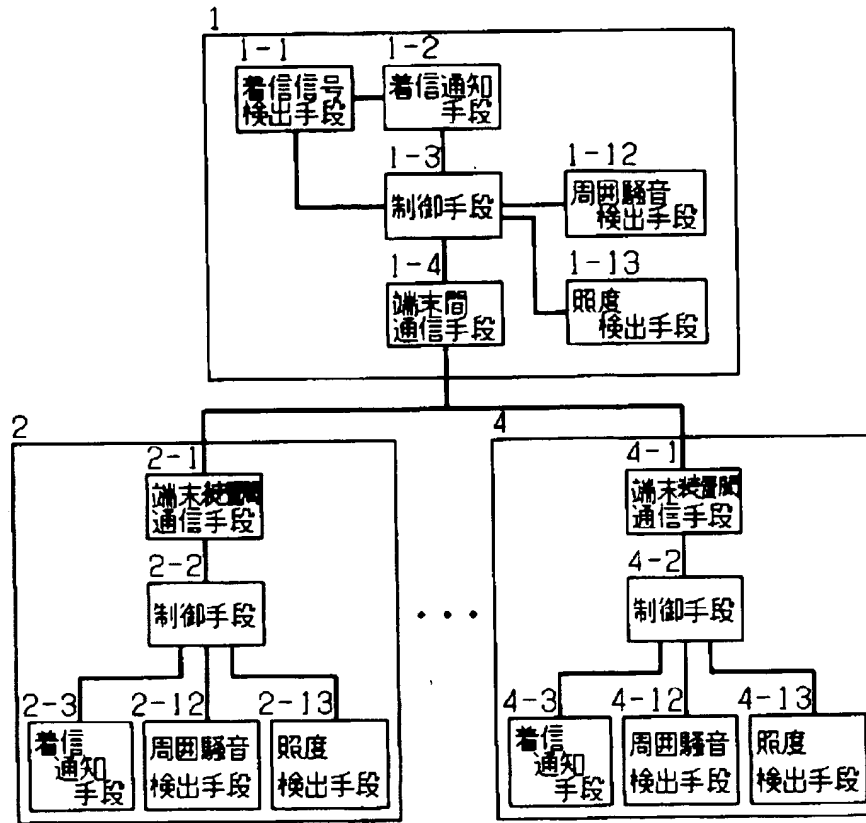 1
1-1
1-2
着信信号
検出手段
着信通知
手段
1-3
1-12
制御手段
周囲騒音
検出手段
1-4
1-13
端末間
通信手段
照度
検出手段
2
4
2-1
4-1
端末装置間
通信手段
端末装置間
通信手段
2-2
4-2
制御手段
制御手段
2-3
2-12
2-13
4-3
4-12
4-13
着信
通知
手段
周囲騒音
検出手段
照度
検出手段
着信
通知
手段
周囲騒音
検出手段
照度
検出手段